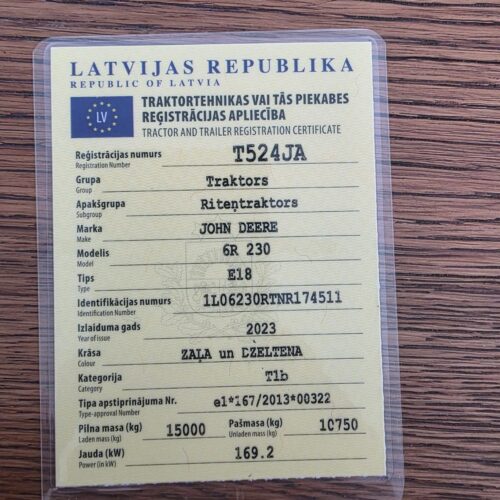 LATVIJAS REPUBLIKA
REPUBLIC OF LATVIA
LV
TRAKTORTEHNIKAS VAI TĀS PIEKABES
REĢISTRĀCIJAS APLIECĪBA
TRACTOR AND TRAILER REGISTRATION CERTIFICATE
Reģistrācijas numurs T524JA
Registration Number
Grupa Traktors
Group
Apakšgrupa Riteņtraktors
Subgroup
Marka JOHN DEERE
Make
Modelis 6R 230
Model
Tips E18
Type
Identifikācijas numurs 1L06230RTNR174511
Identification Number
Izlaiduma gads 2023
Year of issue
Krāsa ZAĻA un DZELTENA
Colour
Kategorija T1b
Category
Tipa apstiprinājuma Nr. e1*167/2013*00322
Type-approval Number
Pilna masa (kg) 15000 Pašmasa (kg) 10750
Laden mass (kg) Unladen mass (kg)
Jauda (kW) 169.2
Power (in kW)